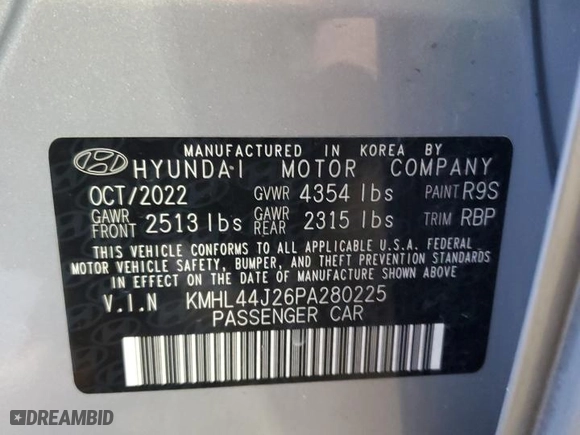 MANUFACTURED IN KOREA BY
HYUNDAI MOTOR COMPANY
OCT/2022 GVWR 4354 lbs PAINT R9S
GAWR FRONT 2513 lbs GAWR REAR 2315 lbs TRIM RBP
THIS VEHICLE CONFORMS TO ALL APPLICABLE U.S.A. FEDERAL
MOTOR VEHICLE SAFETY, BUMPER, AND THEFT PREVENTION STANDARDS
IN EFFECT ON THE DATE OF MANUFACTURE SHOWN ABOVE.
V.I.N KMHL44J26PA280225
PASSENGER CAR
DREAMBID